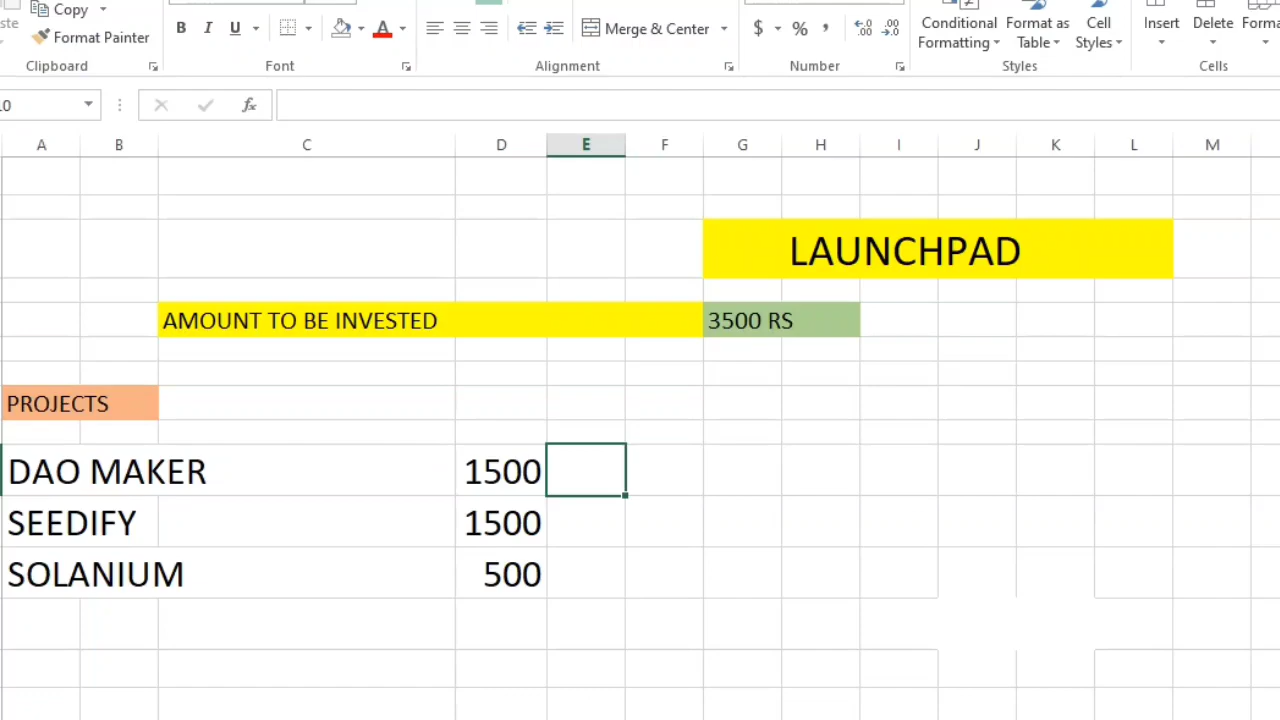 Copy
Format Painter
B I U
A
Merge & Center
$ % ,
Conditional Formatting
Format as Table
Cell Styles
Insert
Delete
Clipboard
Font
Alignment
Number
Styles
Cells
fx
A B C D E F G H I J K L M
LAUNCHPAD
AMOUNT TO BE INVESTED 3500 RS
PROJECTS
DAO MAKER 1500
SEEDIFY 1500
SOLANIUM 500